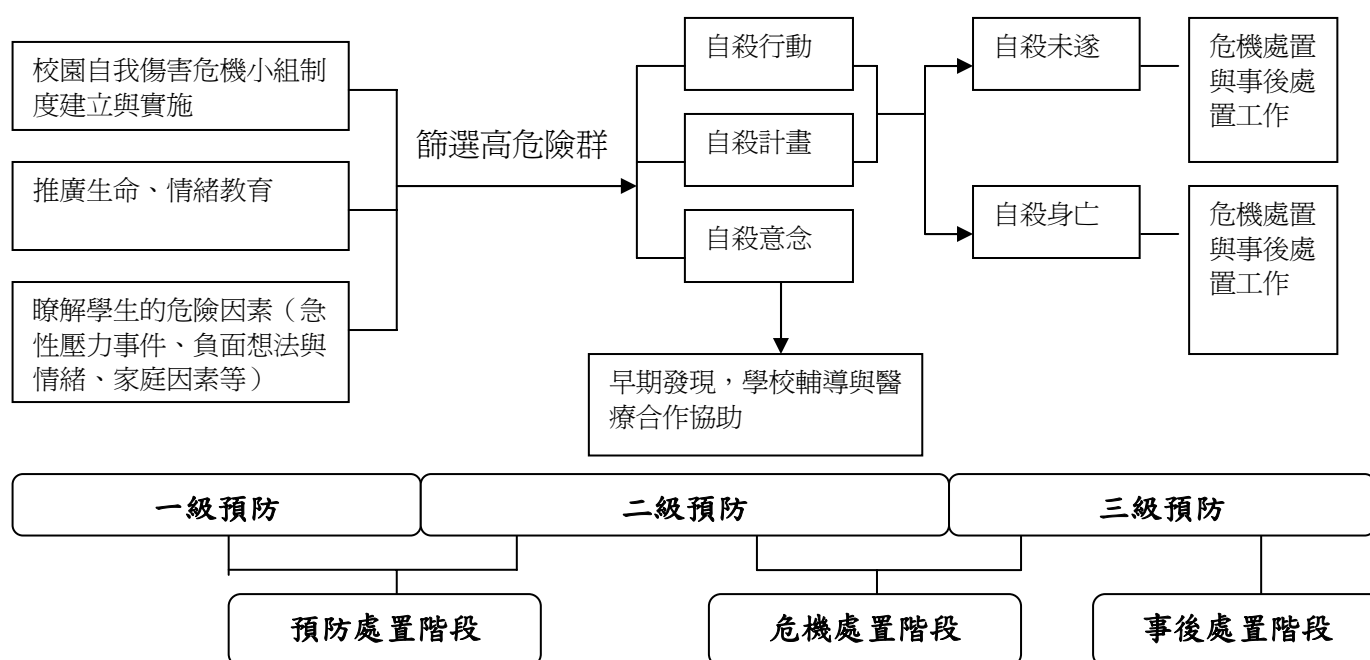 校園自我傷害危機小組制
度建立與實施
推廣生命、情緒教育
瞭解學生的危險因素（急
性壓力事件、負面想法與
情緒、家庭因素等）
篩選高危險群
自殺行動
自殺計畫
自殺意念
早期發現，學校輔導與醫
療合作協助
自殺未遂
自殺身亡
危機處置
與事後處
置工作
危機處置
與事後處
置工作
一級預防
二級預防
三級預防
預防處置階段
危機處置階段
事後處置階段